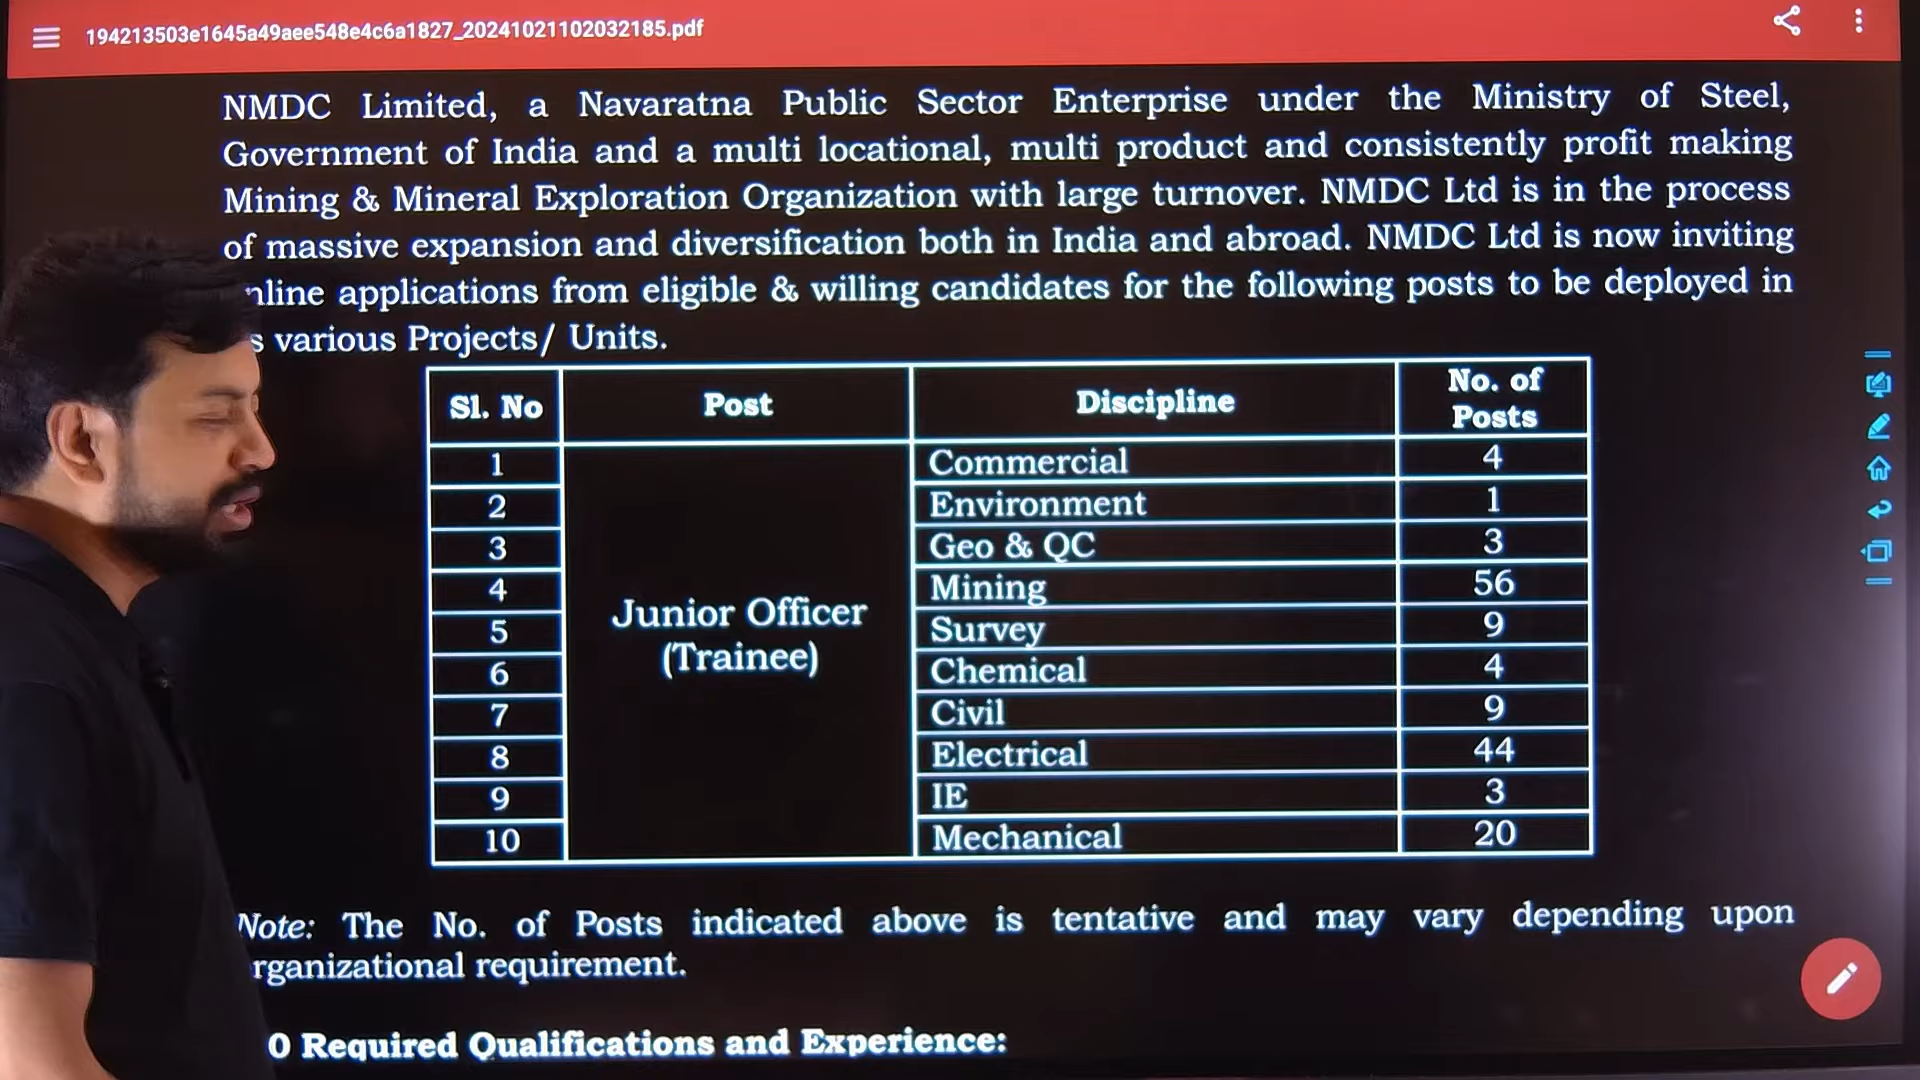 194213503e1645a49aee548e4c6a1827_20241021102032185.pdf
NMDC Limited, a Navaratna Public Sector Enterprise under the Ministry of Steel,
Government of India and a multi locational, multi product and consistently profit making
Mining & Mineral Exploration Organization with large turnover. NMDC Ltd is in the process
of massive expansion and diversification both in India and abroad. NMDC Ltd is now inviting
nline applications from eligible & willing candidates for the following posts to be deployed in
s various Projects/ Units.
Sl. No Post Discipline No. of Posts
1 Commercial 4
2 Environment 1
3 Geo & QC 3
4 Mining 56
5 Survey 9
Junior Officer (Trainee)
6 Chemical 4
7 Civil 9
8 Electrical 44
9 IE 3
10 Mechanical 20
Note: The No. of Posts indicated above is tentative and may vary depending upon
rganizational requirement.
0 Required Qualifications and Experience: